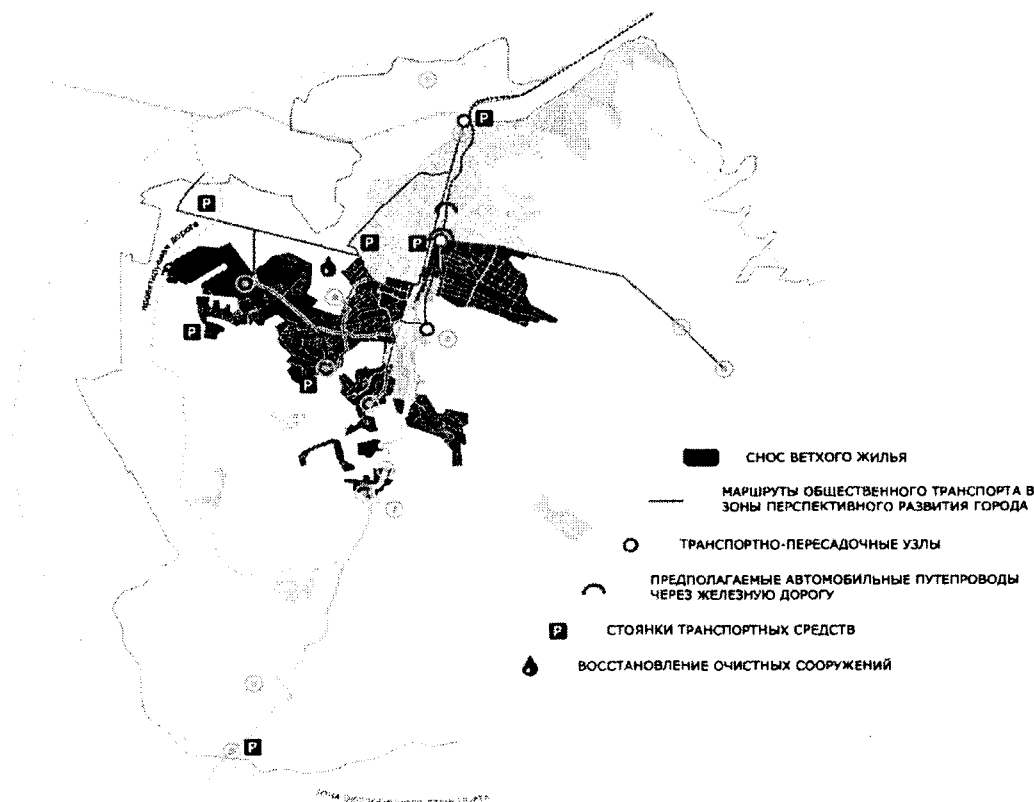 P
P
P
P
ДОРОГА
P
P
СНОС ВЕТХОГО ЖИЛЬЯ
МАРШРУТЫ ОБЩЕСТВЕННОГО ТРАНСПОРТА В
ЗОНЫ ПЕРСПЕКТИВНОГО РАЗВИТИЯ ГОРОДА
ТРАНСПОРТНО-ПЕРЕСАДОЧНЫЕ УЗЛЫ
ПРЕДПОЛАГАЕМЫЕ АВТОМОБИЛЬНЫЕ ПУТЕПРОВОДЫ
ЧЕРЕЗ ЖЕЛЕЗНУЮ ДОРОГУ
P
СТОЯНКИ ТРАНСПОРТНЫХ СРЕДСТВ
ВОССТАНОВЛЕНИЕ ОЧИСТНЫХ СООРУЖЕНИЙ
P